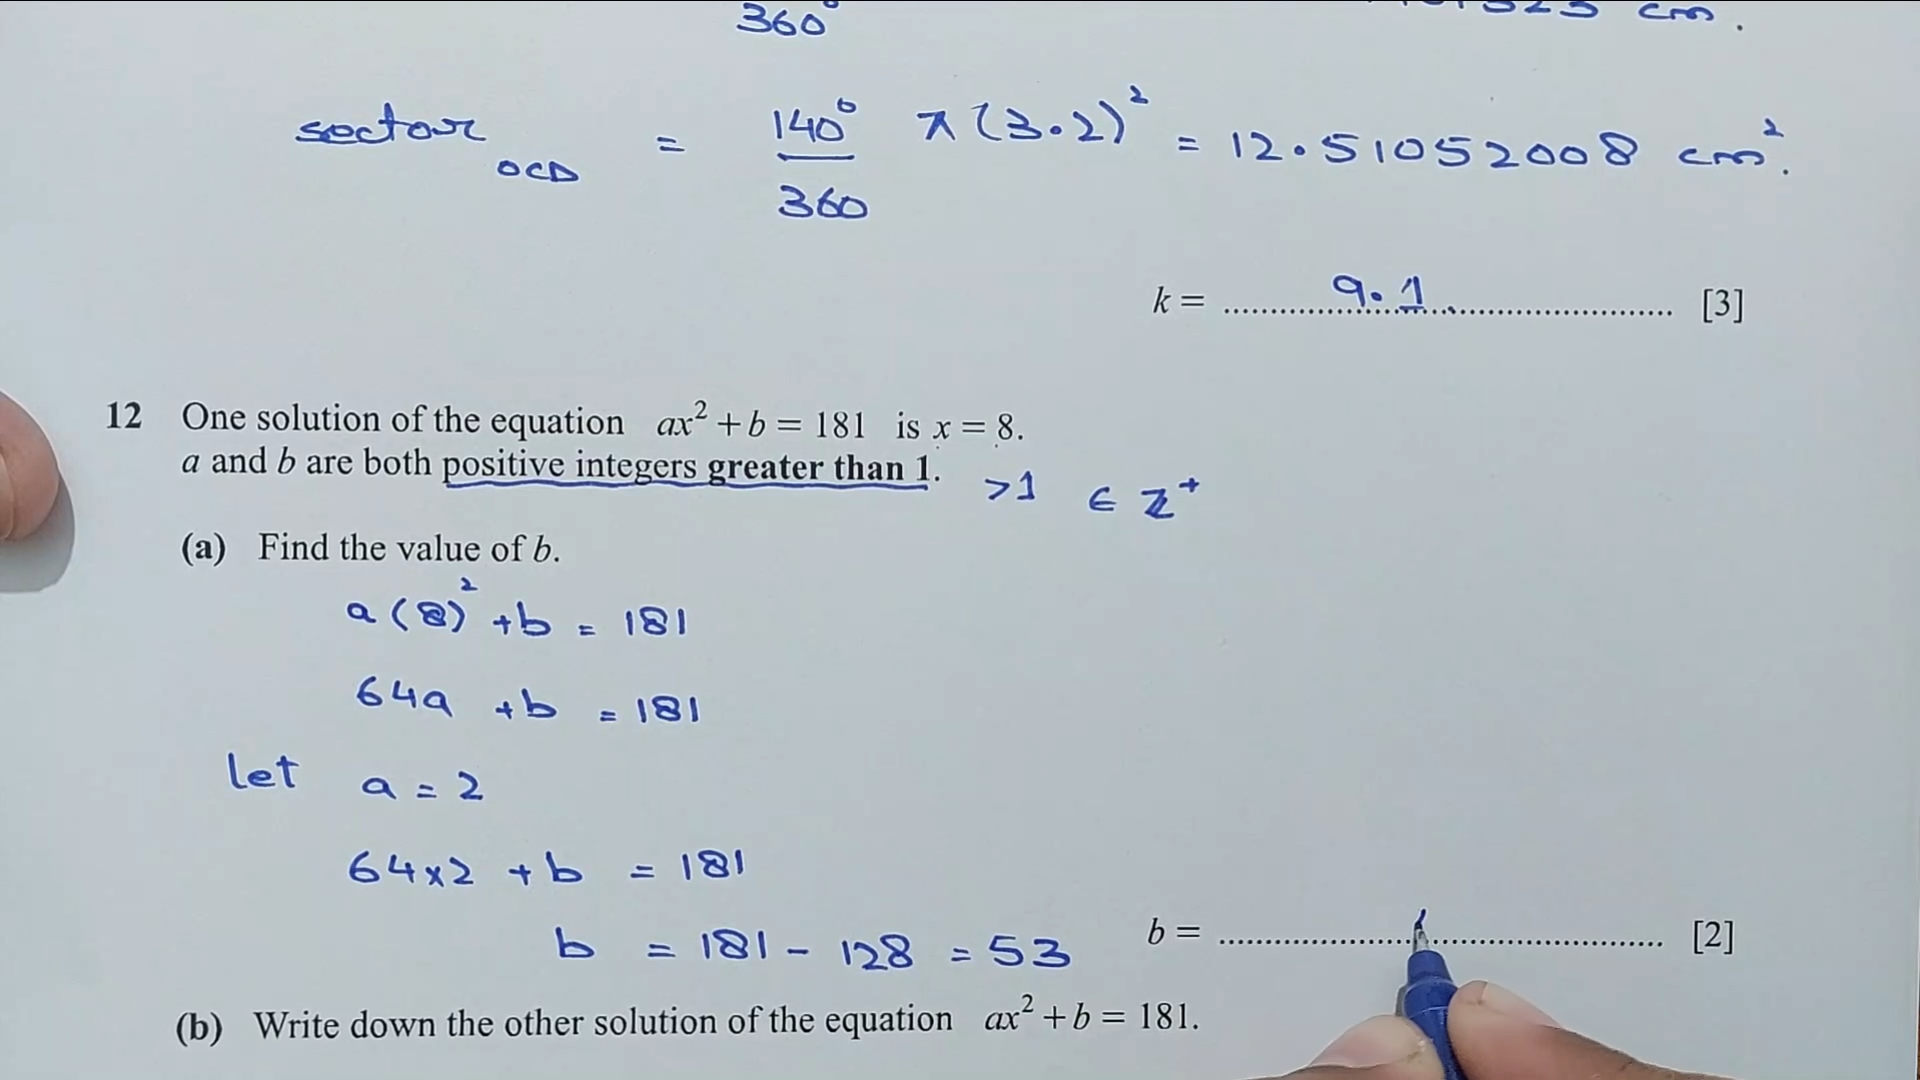 360°
323 cm.
sector OCD = 140°/360 π(3.2)² = 12.51052008 cm².
k = 9.1 [3]
12 One solution of the equation ax² + b = 181 is x = 8.
a and b are both positive integers greater than 1. >1 ∈ ℤ⁺
(a) Find the value of b.
a(8)² + b = 181
64a + b = 181
let a = 2
64×2 + b = 181
b = 181 - 128 = 53
b = [2]
(b) Write down the other solution of the equation ax² + b = 181.